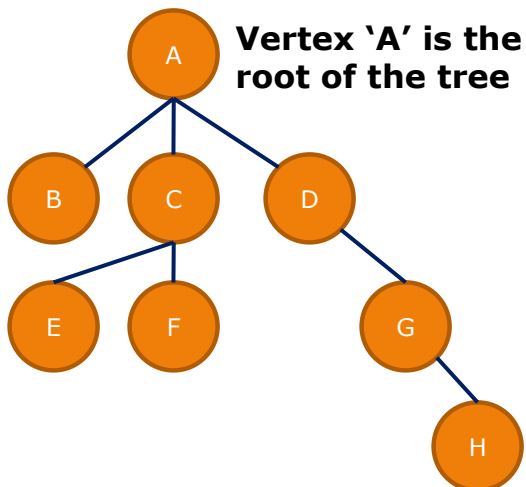 A
Vertex ‘A’ is the
root of the tree
B
C
D
E
F
G
H